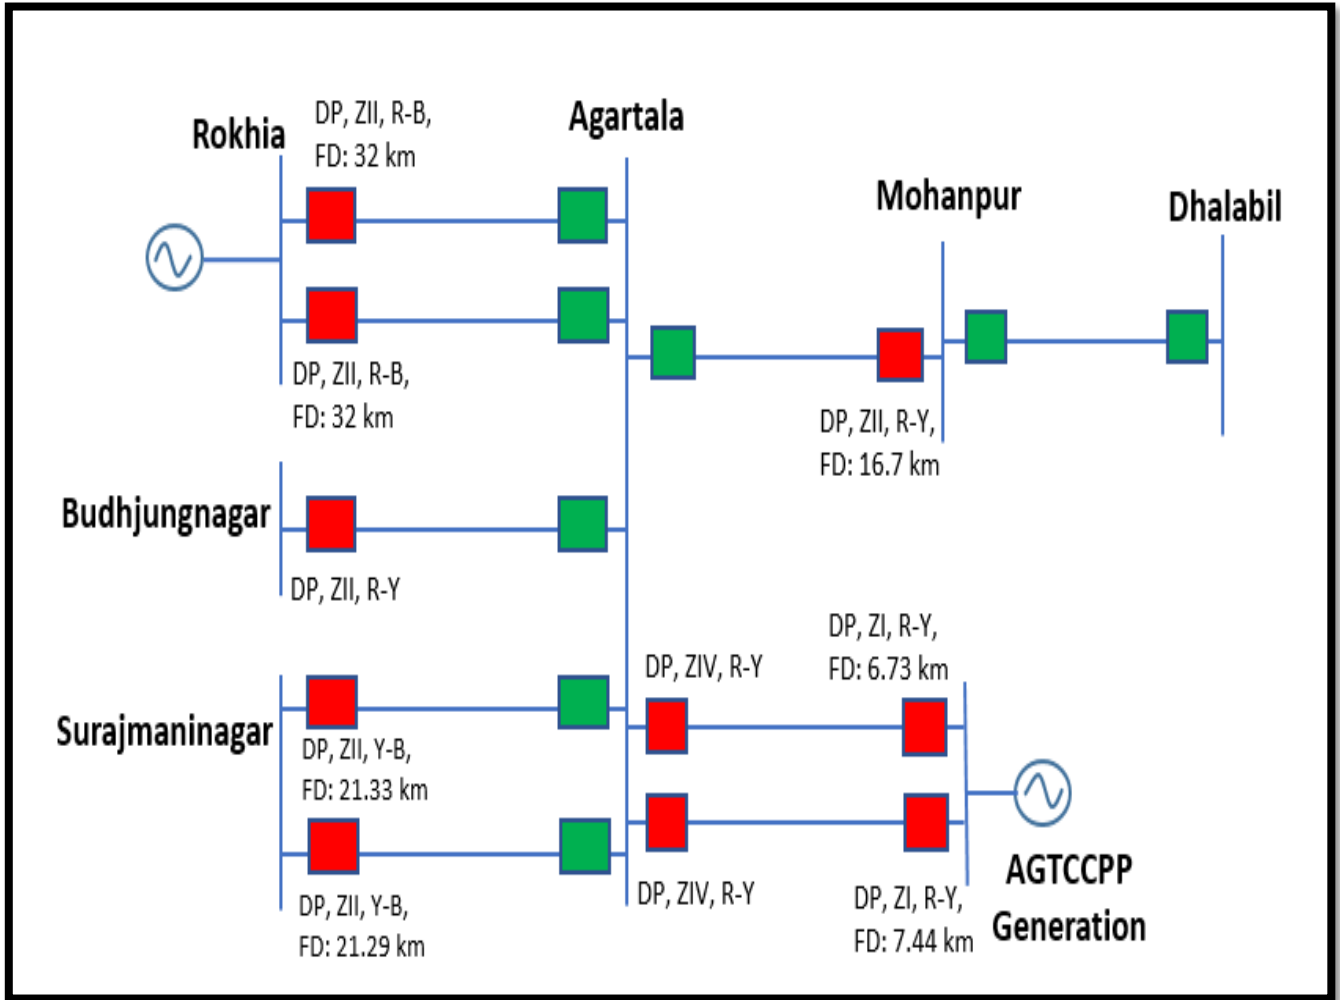 Rokhia
DP, ZII, R-B,
FD: 32 km
Agartala
Mohanpur
Dhalabil
DP, ZII, R-B,
FD: 32 km
DP, ZII, R-Y,
FD: 16.7 km
Budhjungnagar
DP, ZII, R-Y
DP, ZI, R-Y,
FD: 6.73 km
DP, ZIV, R-Y
Surajmaninagar
DP, ZII, Y-B,
FD: 21.33 km
DP, ZII, Y-B,
FD: 21.29 km
DP, ZIV, R-Y
DP, ZI, R-Y,
FD: 7.44 km
AGTCCPP
Generation